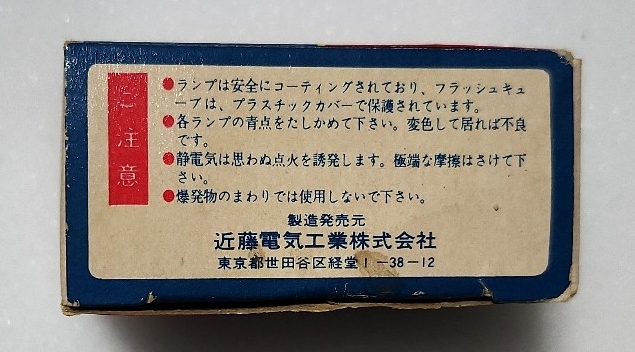 ご注意
●ランプは安全にコーティングされており、フラッシュキュ
ーブは、プラスチックカバーで保護されています。
●各ランプの青点をたしかめて下さい。変色して居れば不良
です。
●静電気は思わぬ点火を誘発します。極端な摩擦はさけて下
さい。
●爆発物のまわりでは使用しないで下さい。
製造発売元
近藤電気工業株式会社
東京都世田谷区経堂1-38-12